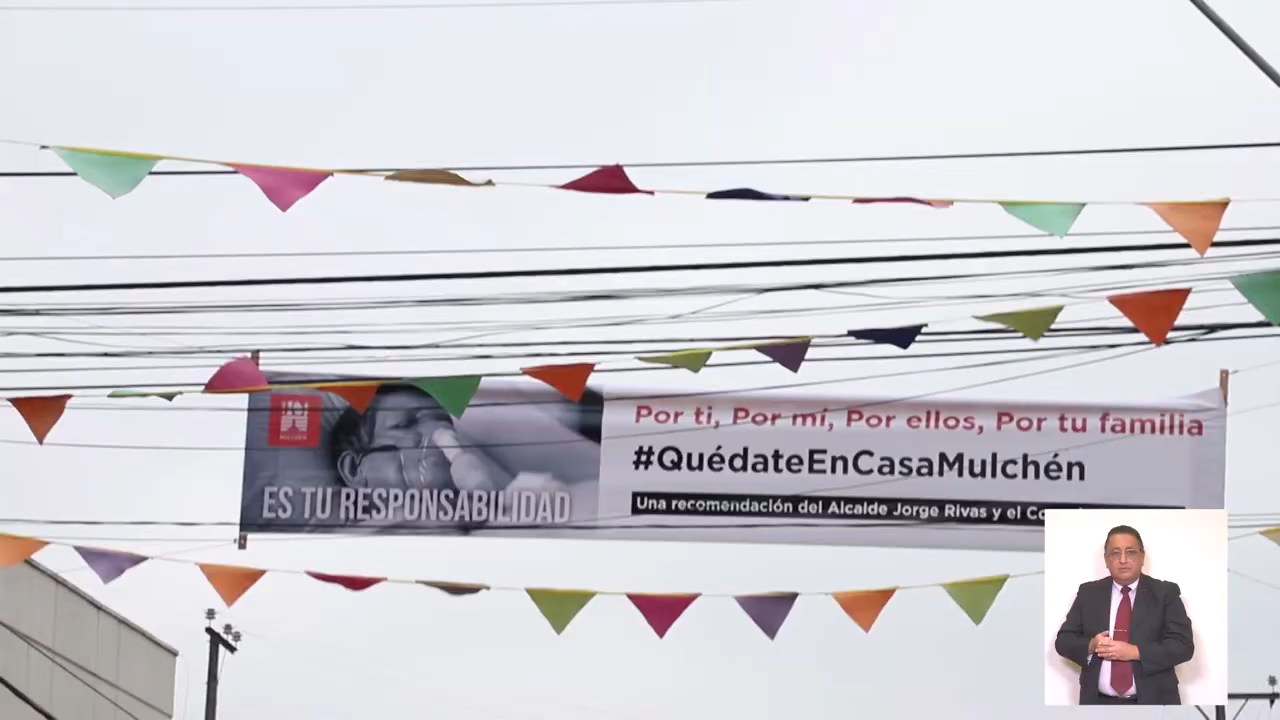 MULCHÉN
ES TU RESPONSABILIDAD
Por ti, Por mí, Por ellos, Por tu familia
#QuédateEnCasaMulchén
Una recomendación del Alcalde Jorge Rivas y el